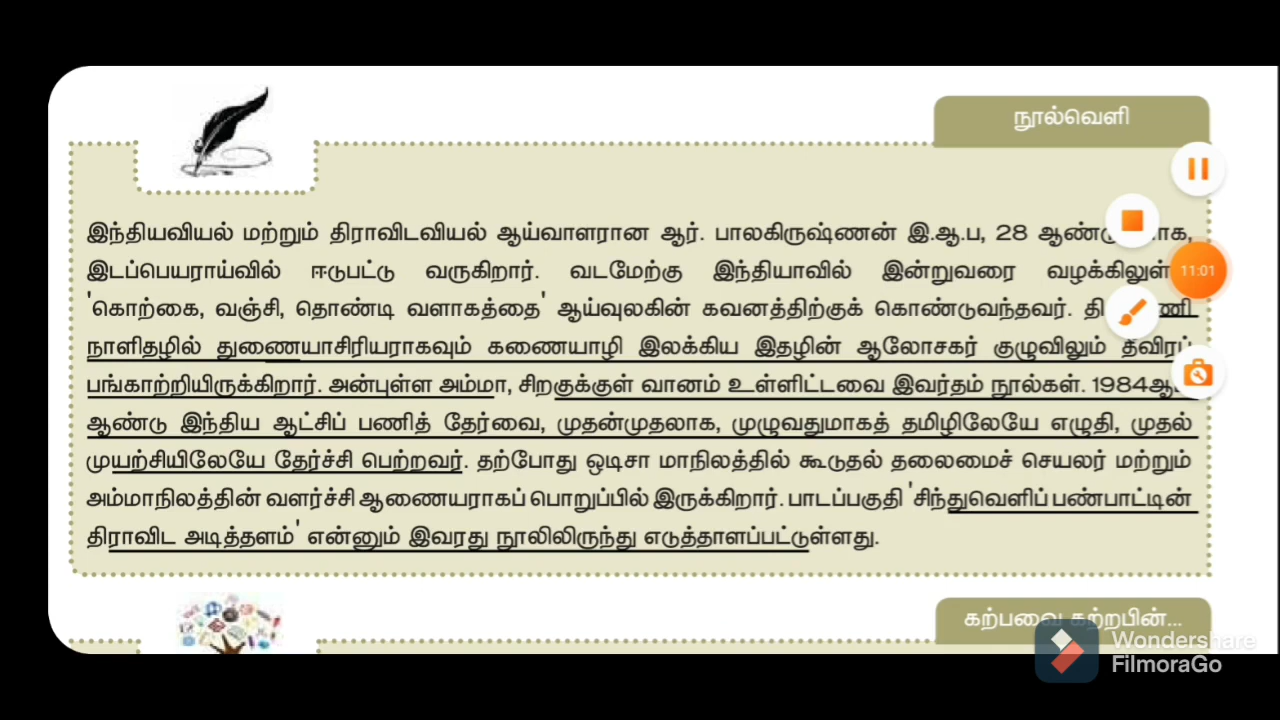 நூல்வெளி
இந்தியவியல் மற்றும் திராவிடவியல் ஆய்வாளரான ஆர். பாலகிருஷ்ணன் இ.ஆ.ப, 28
இடப்பெயராய்வில் ஈடுபட்டு வருகிறார். வடமேற்கு இந்தியாவில் இன்றுவரை
11:01
'கொற்கை, வஞ்சி, தொண்டி வளாகத்தை' ஆய்வுலகின் கவனத்திற்குக் கொண்டுவந்தவர்.
நாளிதழில் துணையாசிரியராகவும் கணையாழி இலக்கிய இதழின் ஆலோசகர் குழுவிலும் தீவிரப்
பங்காற்றியிருக்கிறார். அன்புள்ள அம்மா, சிறகுக்குள் வானம் உள்ளிட்டவை இவர்தம் நூல்கள்.
ஆண்டு இந்திய ஆட்சிப் பணித் தேர்வை, முதன்முதலாக, முழுவதுமாகத் தமிழிலேயே எழுதி, முதல்
முயற்சியிலேயே தேர்ச்சி பெற்றவர். தற்போது ஒடிசா மாநிலத்தில் கூடுதல் தலைமைச் செயலர் மற்றும்
அம்மாநிலத்தின் வளர்ச்சி ஆணையராகப் பொறுப்பில் இருக்கிறார். பாடப்பகுதி 'சிந்துவெளிப் பண்பாட்டின்
திராவிட அடித்தளம்' என்னும் இவரது நூலிலிருந்து எடுத்தாளப்பட்டுள்ளது.
கற்பவை கற்றபின்...
Wondershare
FilmoraGo